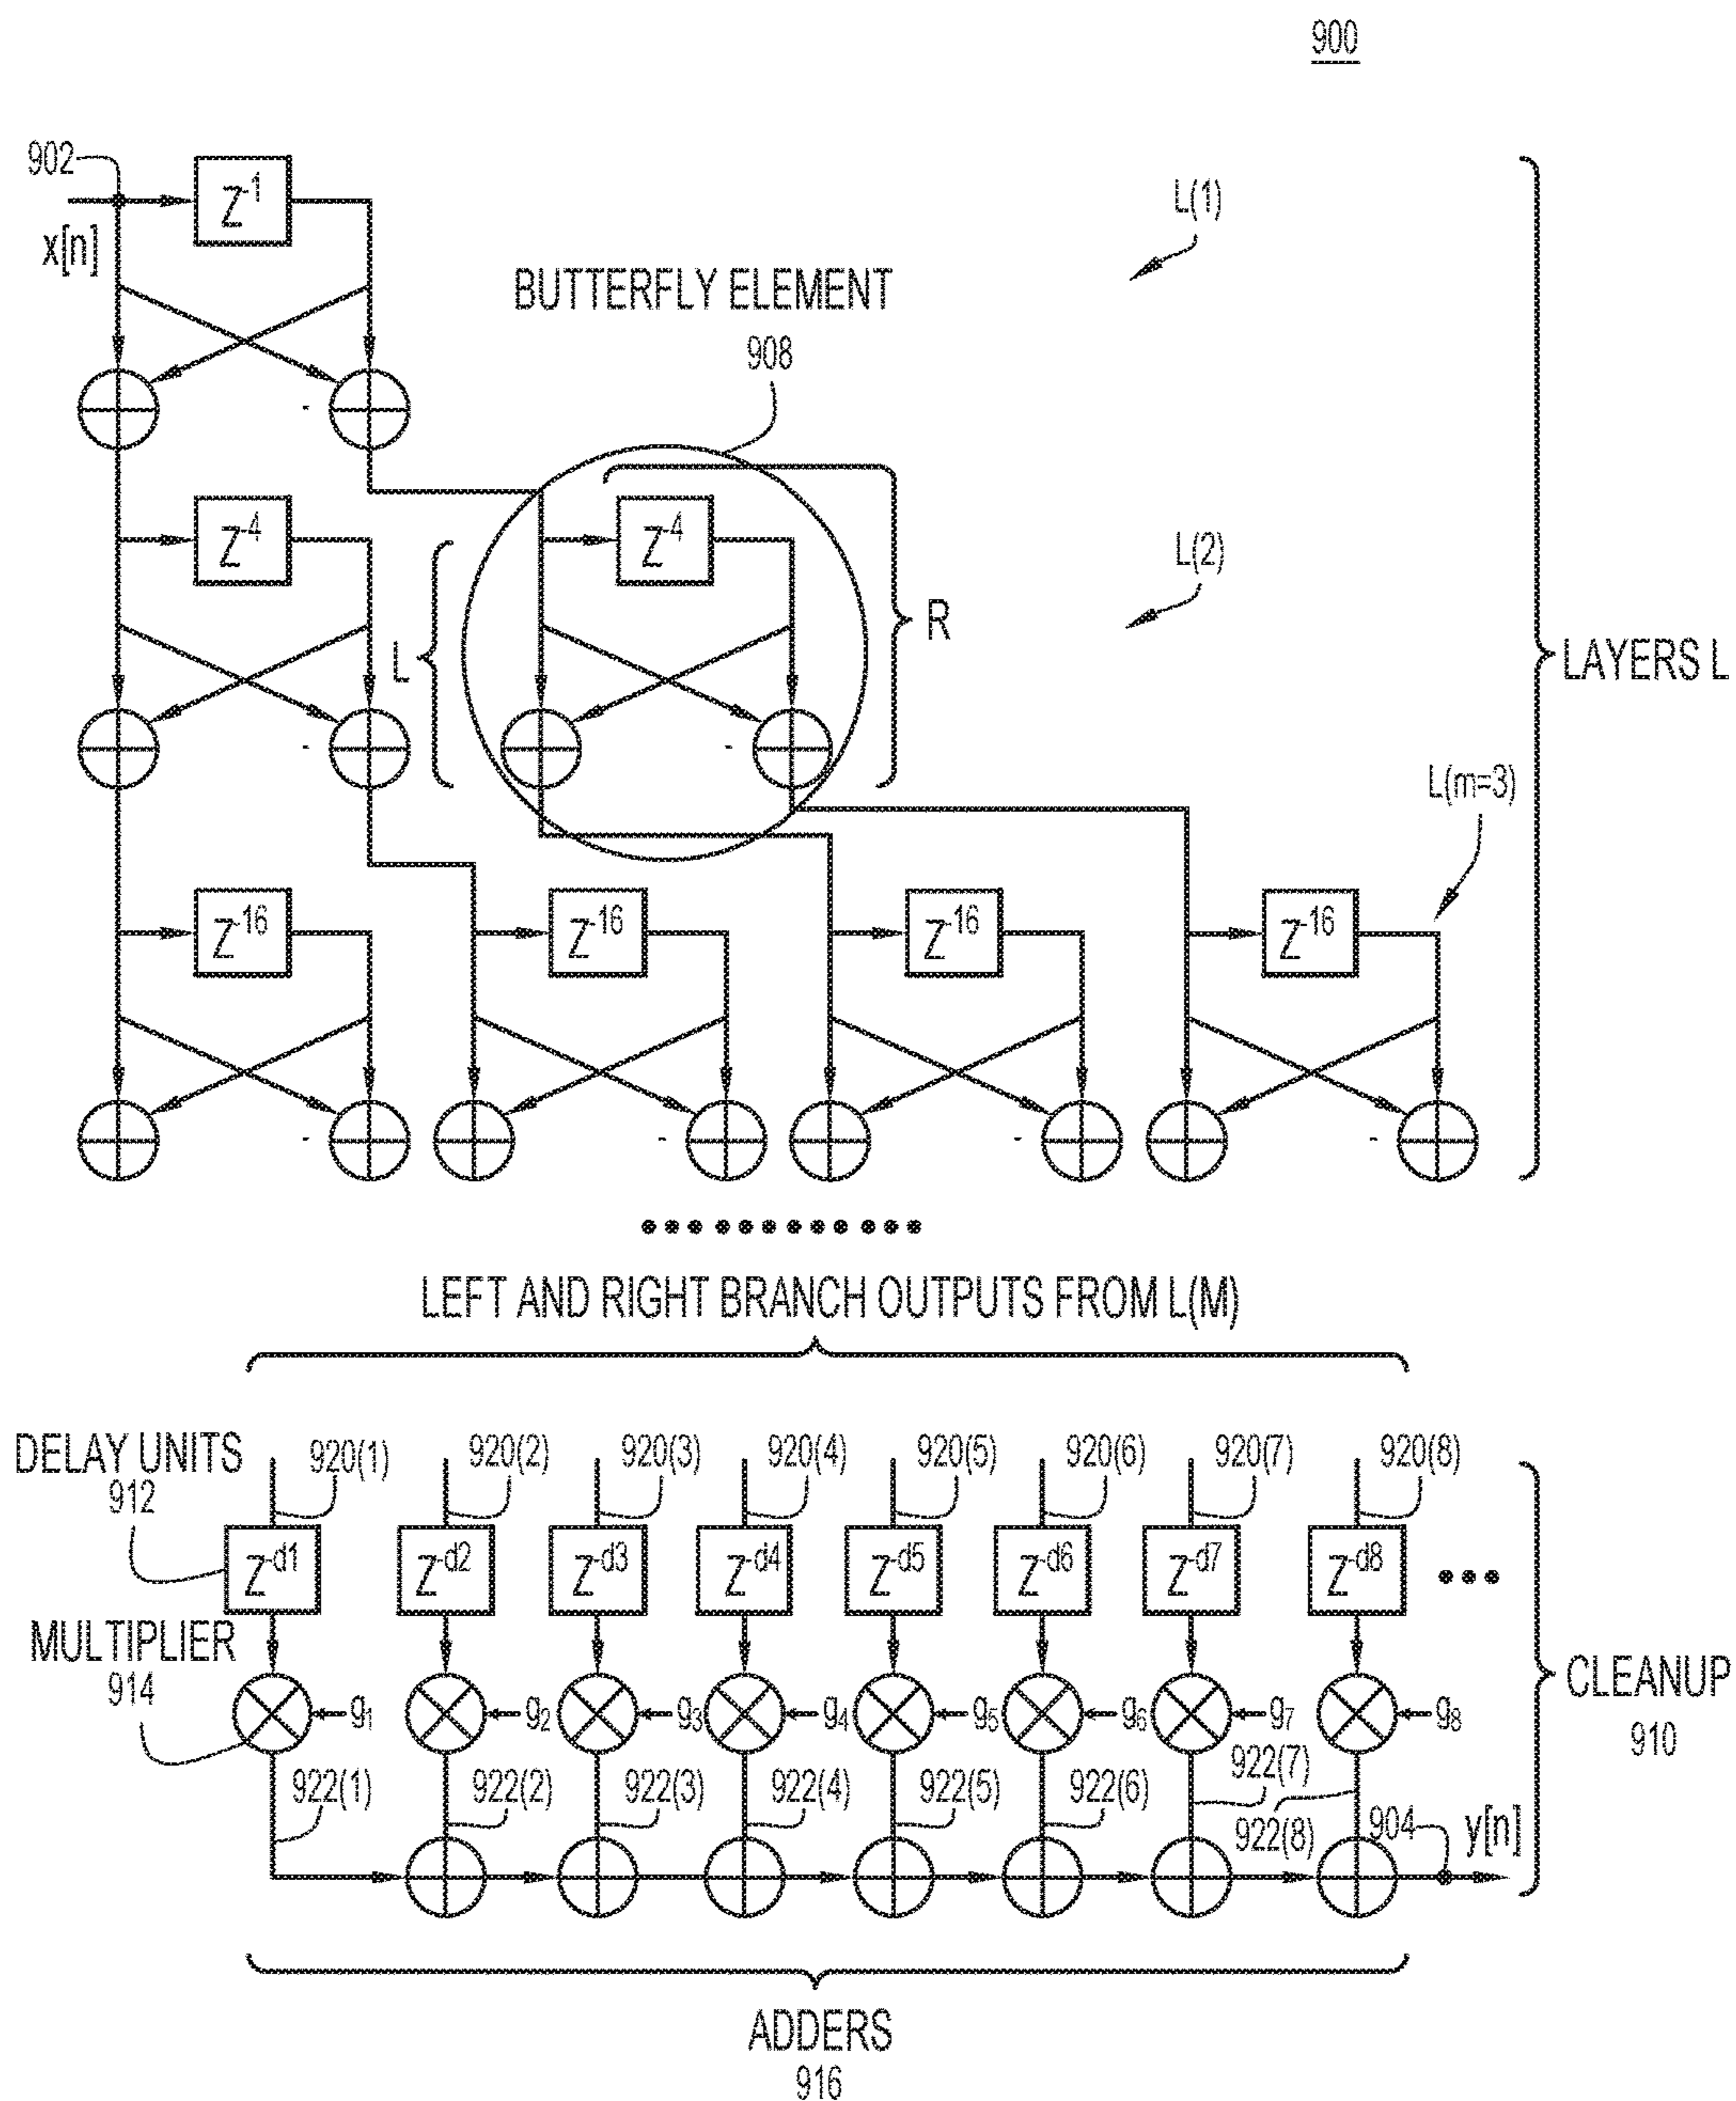 900
902
Z-1
L(1)
x[n]
BUTTERFLY ELEMENT
908
-
Z-4
Z-4
L(2)
L
R
LAYERS L
-
-
L(m=3)
Z-16
Z-16
Z-16
Z-16
-
-
-
-
LEFT AND RIGHT BRANCH OUTPUTS FROM L(M)
DELAY UNITS
912
920(1)
920(2)
920(3)
920(4)
920(5)
920(6)
920(7)
920(8)
Z-d1
Z-d2
Z-d3
Z-d4
Z-d5
Z-d6
Z-d7
Z-d8
MULTIPLIER
914
g1
g2
g3
g4
g5
g6
g7
g8
CLEANUP
910
922(1)
922(2)
922(3)
922(4)
922(5)
922(6)
922(7)
922(8)
904
y[n]
ADDERS
916